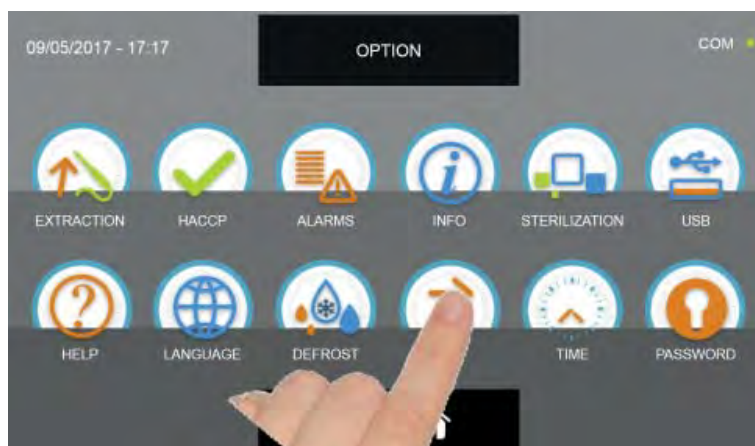 09/05/2017 - 17:17
OPTION
COM
EXTRACTION
HACCP
ALARMS
INFO
STERILIZATION
USB
HELP
LANGUAGE
DEFROST
TIME
PASSWORD